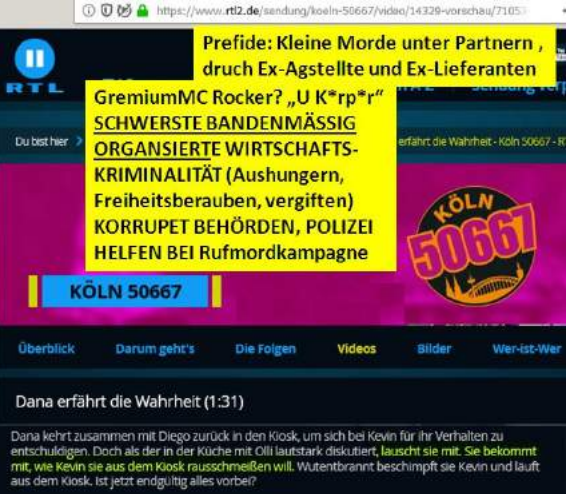 https://www.rtl2.de/sendung/koeln-50667/video/14329-vorschau/7105
Prefide: Kleine Morde unter Partnern ,
druch Ex-Agstellte und Ex-Lieferanten
RTL
GremiumMC Rocker? „U K*rp*r"
SCHWERSTE BANDENMÄSSIG
ORGANSIERTE WIRTSCHAFTS-
KRIMINALITÄT (Aushungern,
Freiheitsberauben, vergiften)
KORRUPET BEHÖRDEN, POLIZEI
HELFEN BEI Rufmordkampagne
Du bist hier
erfährt die Wahrheit - Köln 50667 - R
KÖLN
50667
KÖLN 50667
Überblick Darum geht's Die Folgen Videos Bilder Wer-ist-Wer
Dana erfährt die Wahrheit (1:31)
Dana kehrt zusammen mit Diego zurück in den Kiosk, um sich bei Kevin für ihr Verhalten zu
entschuldigen. Doch als der in der Küche mit Olli lautstark diskutiert, lauscht sie mit. Sie bekommt
mit, wie Kevin sie aus dem Kiosk rausschmeißen will. Wutentbrannt beschimpft sie Kevin und läuft
aus dem Kiosk. Ist jetzt endgültig alles vorbei?